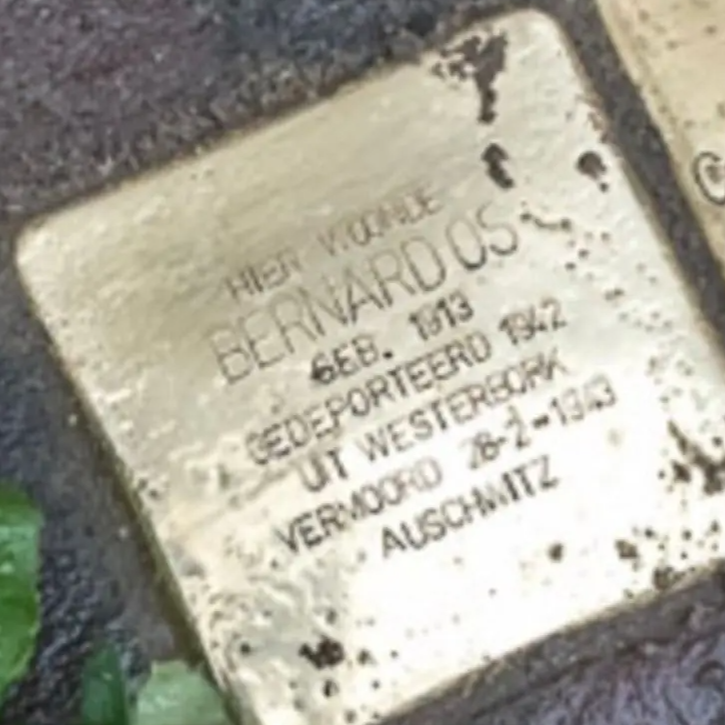 HIER WOONDE
BERNARD OS
GEB. 1913
GEDEPORTEERD 1942
UIT WESTERBORK
VERMOORD 28-2-1943
AUSCHWITZ